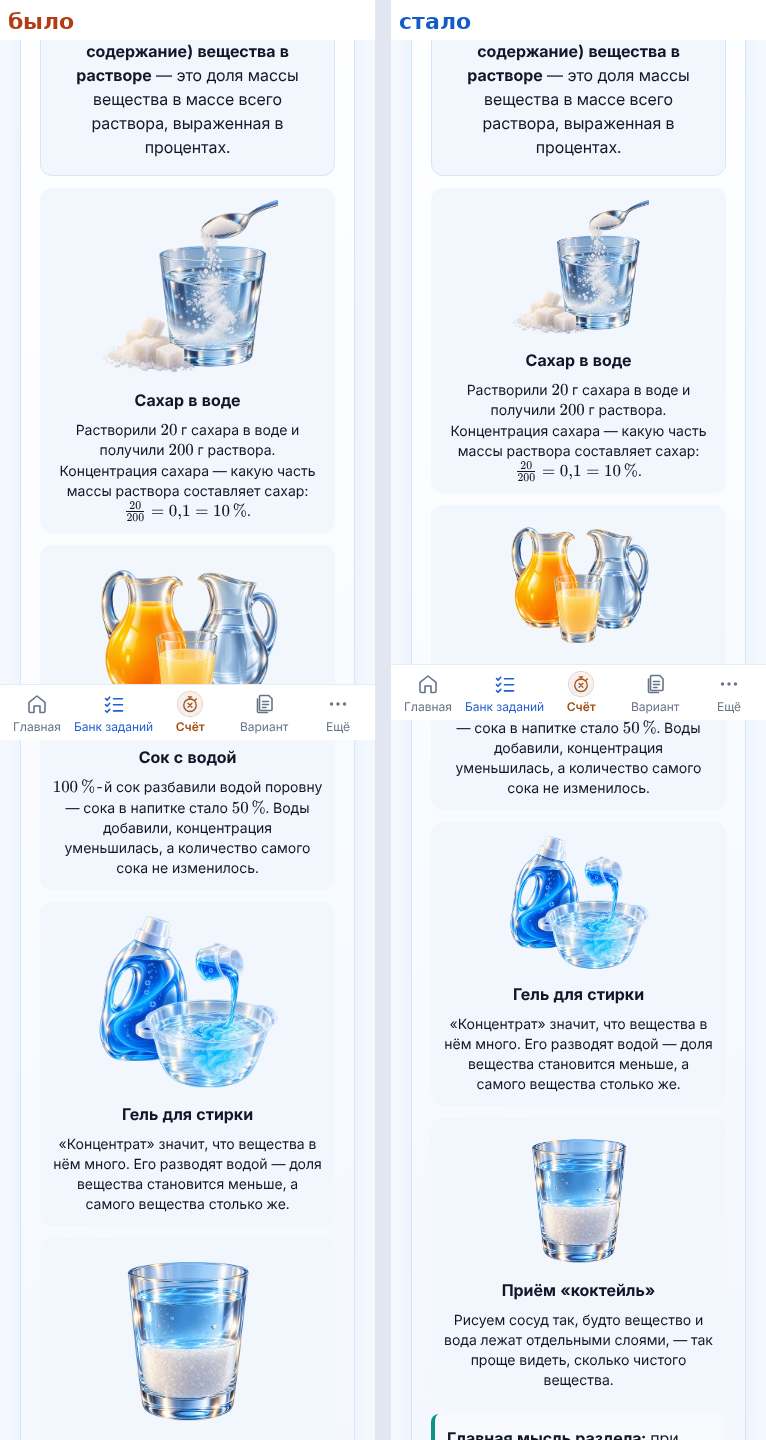 было
содержание) вещества в
растворе — это доля массы
вещества в массе всего
раствора, выраженная в
процентах.
Сахар в воде
Растворили 20 г сахара в воде и
получили 200 г раствора.
Концентрация сахара — какую часть
массы раствора составляет сахар:
20/200 = 0,1 = 10 %.
Главная Банк заданий Счёт Вариант Ещё
Сок с водой
100 %-й сок разбавили водой поровну
— сока в напитке стало 50 %. Воды
добавили, концентрация
уменьшилась, а количество самого
сока не изменилось.
Гель для стирки
«Концентрат» значит, что вещества в
нём много. Его разводят водой — доля
вещества становится меньше, а
самого вещества столько же.
стало
содержание) вещества в
растворе — это доля массы
вещества в массе всего
раствора, выраженная в
процентах.
Сахар в воде
Растворили 20 г сахара в воде и
получили 200 г раствора.
Концентрация сахара — какую часть
массы раствора составляет сахар:
20/200 = 0,1 = 10 %.
Главная Банк заданий Счёт Вариант Ещё
— сока в напитке стало 50 %. Воды
добавили, концентрация
уменьшилась, а количество самого
сока не изменилось.
Гель для стирки
«Концентрат» значит, что вещества в
нём много. Его разводят водой — доля
вещества становится меньше, а
самого вещества столько же.
Приём «коктейль»
Рисуем сосуд так, будто вещество и
вода лежат отдельными слоями, — так
проще видеть, сколько чистого
вещества.
Главная мысль раздела: при